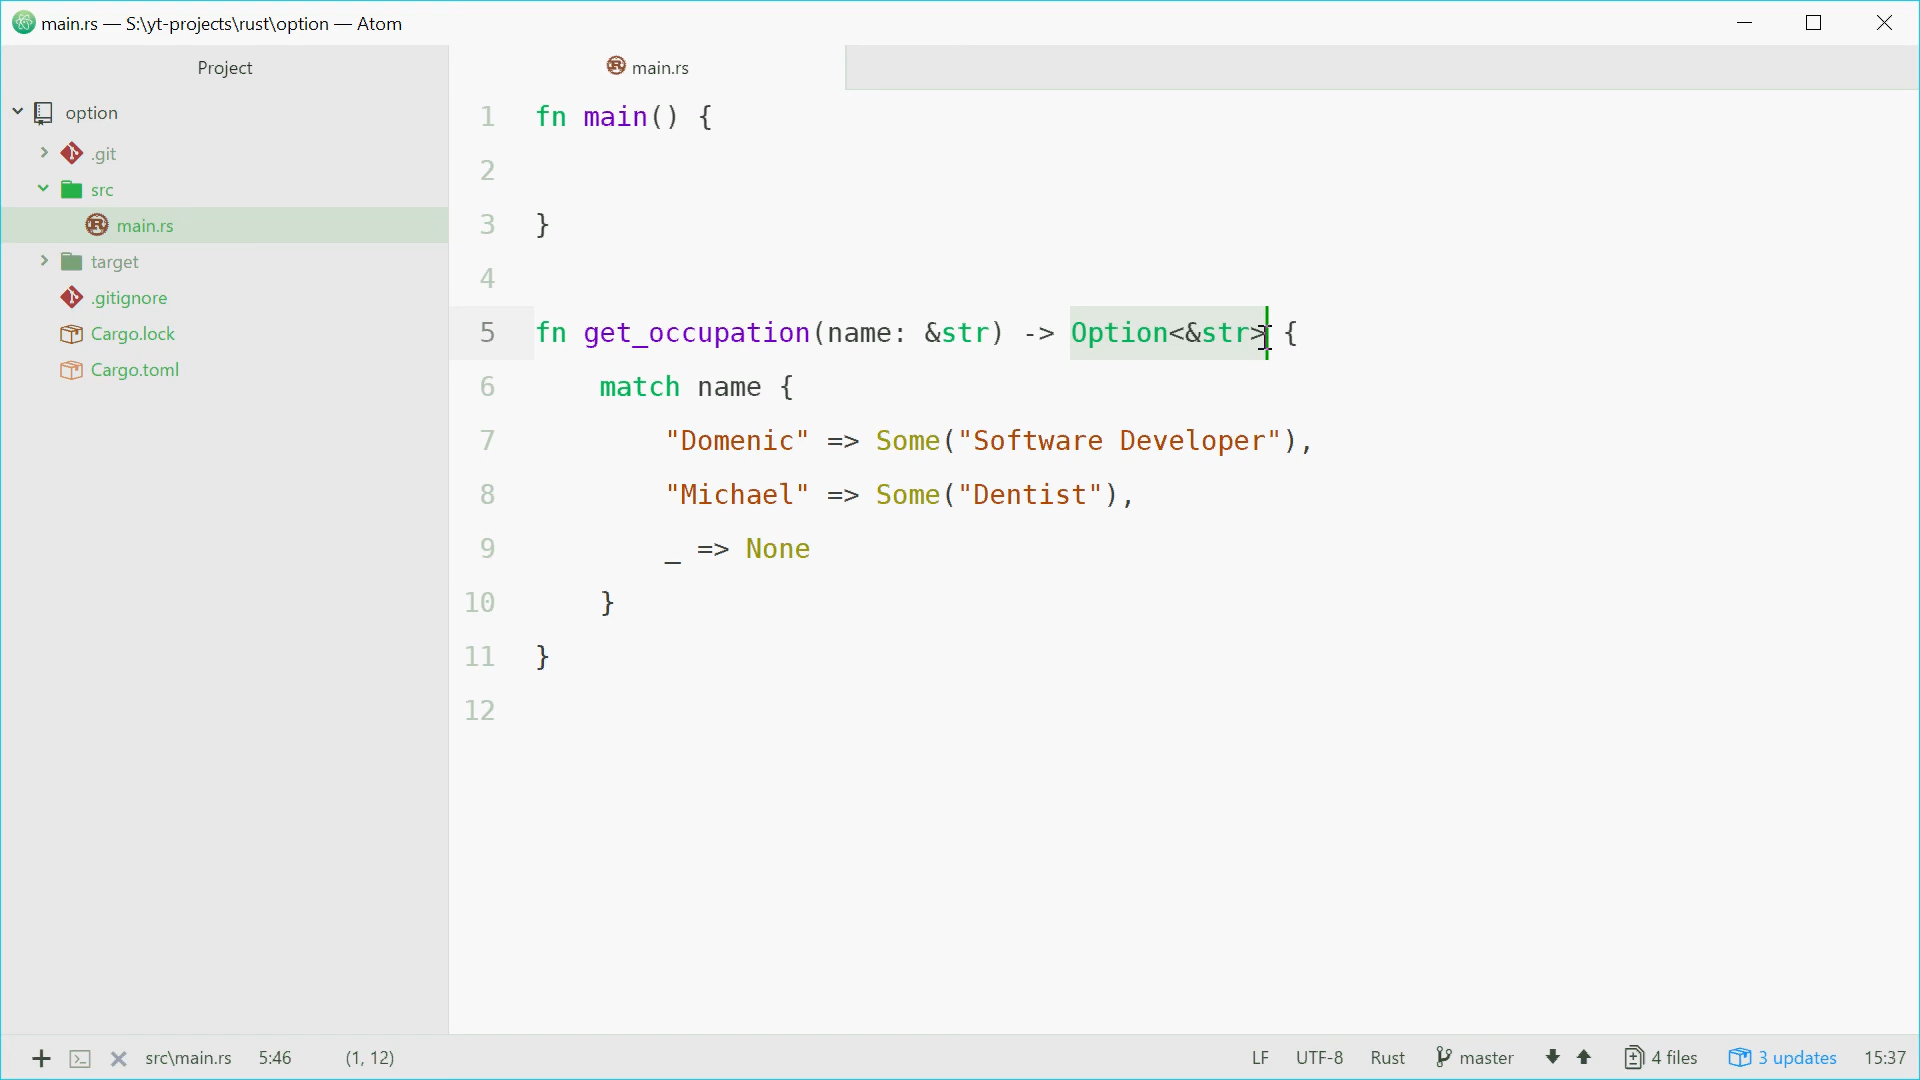 main.rs — S:\yt-projects\rust\option — Atom
Project
main.rs
option
.git
src
main.rs
target
.gitignore
Cargo.lock
Cargo.toml
1 fn main() {
2
3 }
4
5 fn get_occupation(name: &str) -> Option<&str> {
6 match name {
7 "Domenic" => Some("Software Developer"),
8 "Michael" => Some("Dentist"),
9 _ => None
10 }
11 }
12
src\main.rs 5:46 (1, 12) LF UTF-8 Rust master 4 files 3 updates 15:37